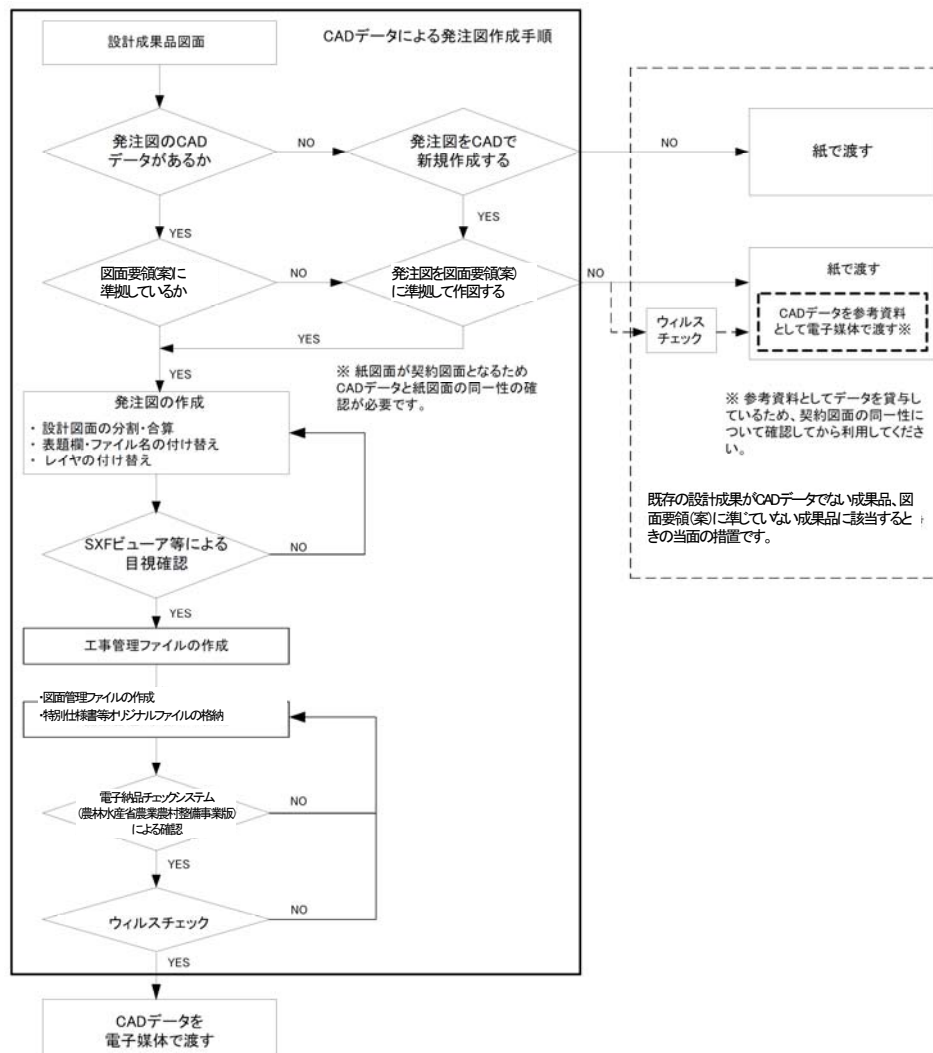 CADデータによる発注図作成手順
設計成果品図面
発注図のCAD
データがあるか
NO
発注図をCADで
新規作成する
NO
紙で渡す
YES
YES
図面要領(案)に
準拠しているか
NO
発注図を図面要領(案)
に準拠して作図する
NO
紙で渡す
CADデータを参考資料
として電子媒体で渡す※
ウィルス
チェック
YES
YES
※ 紙図面が契約図面となるため
CADデータと紙図面の同一性の確
認が必要です。
※ 参考資料としてデータを貸与し
ているため、契約図面の同一性に
ついて確認してから利用してくださ
い。
既存の設計成果がCADデータでない成果品、図
面要領(案)に準じていない成果品に該当すると
きの当面の措置です。
発注図の作成
・ 設計図面の分割・合算
・ 表題欄・ファイル名の付け替え
・ レイヤの付け替え
SXFビューア等による
目視確認
NO
YES
工事管理ファイルの作成
・図面管理ファイルの作成
・特別仕様書等オリジナルファイルの格納
電子納品チェックシステム
(農林水産省農業農村整備事業版)
による確認
NO
YES
ウィルスチェック
NO
YES
CADデータを
電子媒体で渡す